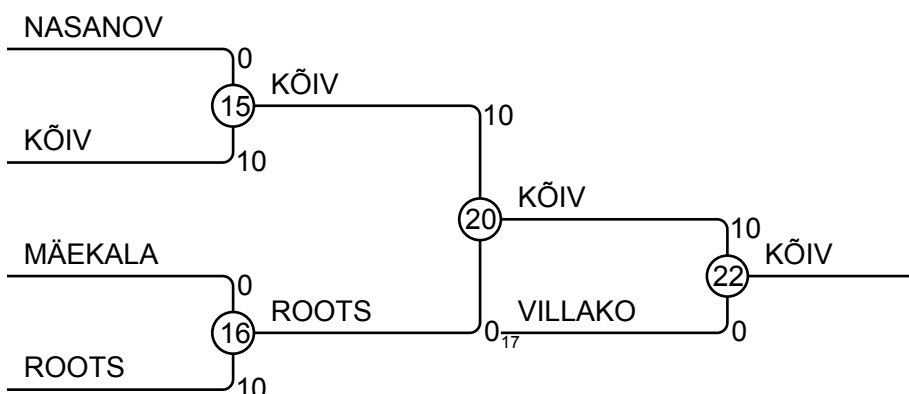 NASANOV
0
15
KÕIV
KÕIV
10
10
20
KÕIV
MÄEKALA
0
16
ROOTS
ROOTS
10
0
17
VILLAKO
10
22
KÕIV
0